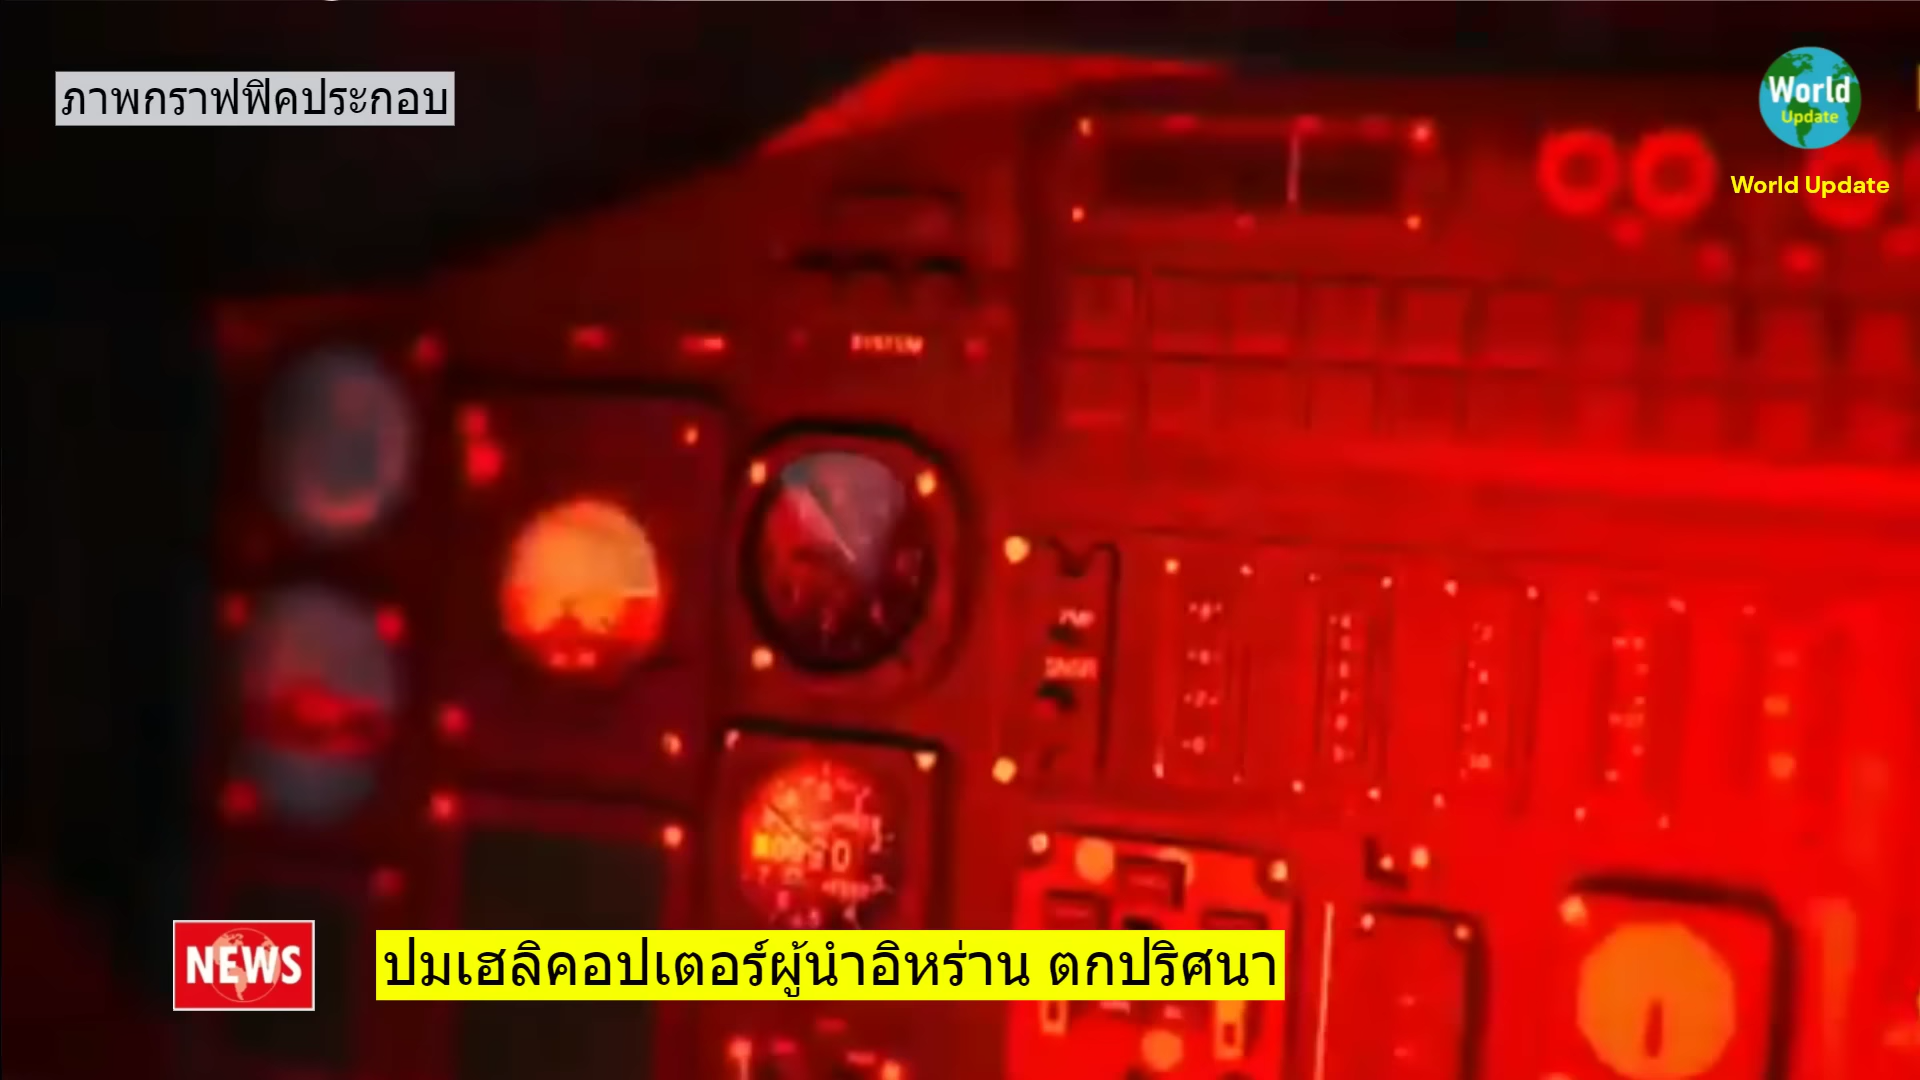 ภาพกราฟฟิคประกอบ
World
Update
World Update
SYSTEM
NEWS
ปมเฮลิคอปเตอร์ผู้นำอิหร่าน ตกปริศนา